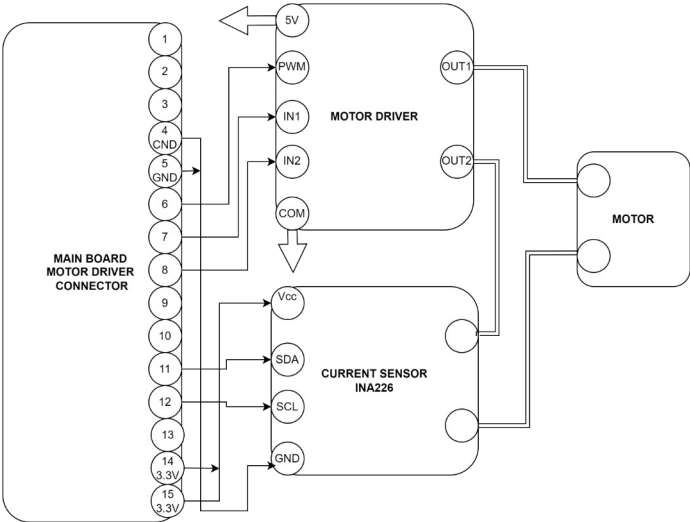 1
2
3
4
CND
5
GND
6
7
8
9
10
11
12
13
14
3.3V
15
3.3V
MAIN BOARD
MOTOR DRIVER
CONNECTOR
5V
PWM
IN1
IN2
COM
MOTOR DRIVER
OUT1
OUT2
MOTOR
Vcc
SDA
SCL
GND
CURRENT SENSOR
INA226